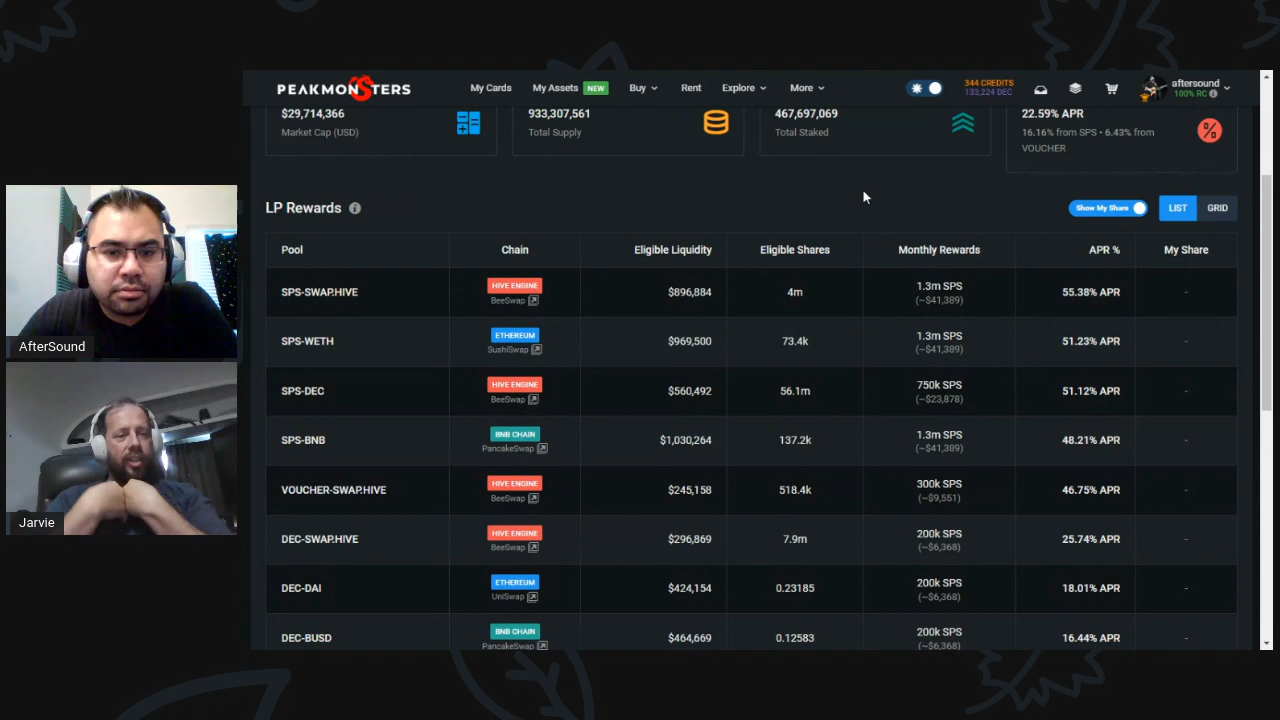 PEAKMONSTERS
My Cards
My Assets NEW
Buy
Rent
Explore
More
344 CREDITS
133,224 DEC
aftersound
100% RC
$29,714,366
Market Cap (USD)
933,307,561
Total Supply
467,697,069
Total Staked
22.59% APR
16.16% from SPS • 6.43% from
VOUCHER
LP Rewards
Show My Share
LIST
GRID
Pool Chain Eligible Liquidity Eligible Shares Monthly Rewards APR % My Share
SPS-SWAP.HIVE HIVE ENGINE BeeSwap $896,884 4m 1.3m SPS (~$41,389) 55.38% APR -
SPS-WETH ETHEREUM SushiSwap $969,500 73.4k 1.3m SPS (~$41,389) 51.23% APR -
SPS-DEC HIVE ENGINE BeeSwap $560,492 56.1m 750k SPS (~$23,878) 51.12% APR -
SPS-BNB BNB CHAIN PancakeSwap $1,030,264 137.2k 1.3m SPS (~$41,389) 48.21% APR -
VOUCHER-SWAP.HIVE HIVE ENGINE BeeSwap $245,158 518.4k 300k SPS (~$9,551) 46.75% APR -
DEC-SWAP.HIVE HIVE ENGINE BeeSwap $296,869 7.9m 200k SPS (~$6,368) 25.74% APR -
DEC-DAI ETHEREUM UniSwap $424,154 0.23185 200k SPS (~$6,368) 18.01% APR -
DEC-BUSD BNB CHAIN PancakeSwap $464,669 0.12583 200k SPS (~$6,368) 16.44% APR -
AfterSound
Jarvie